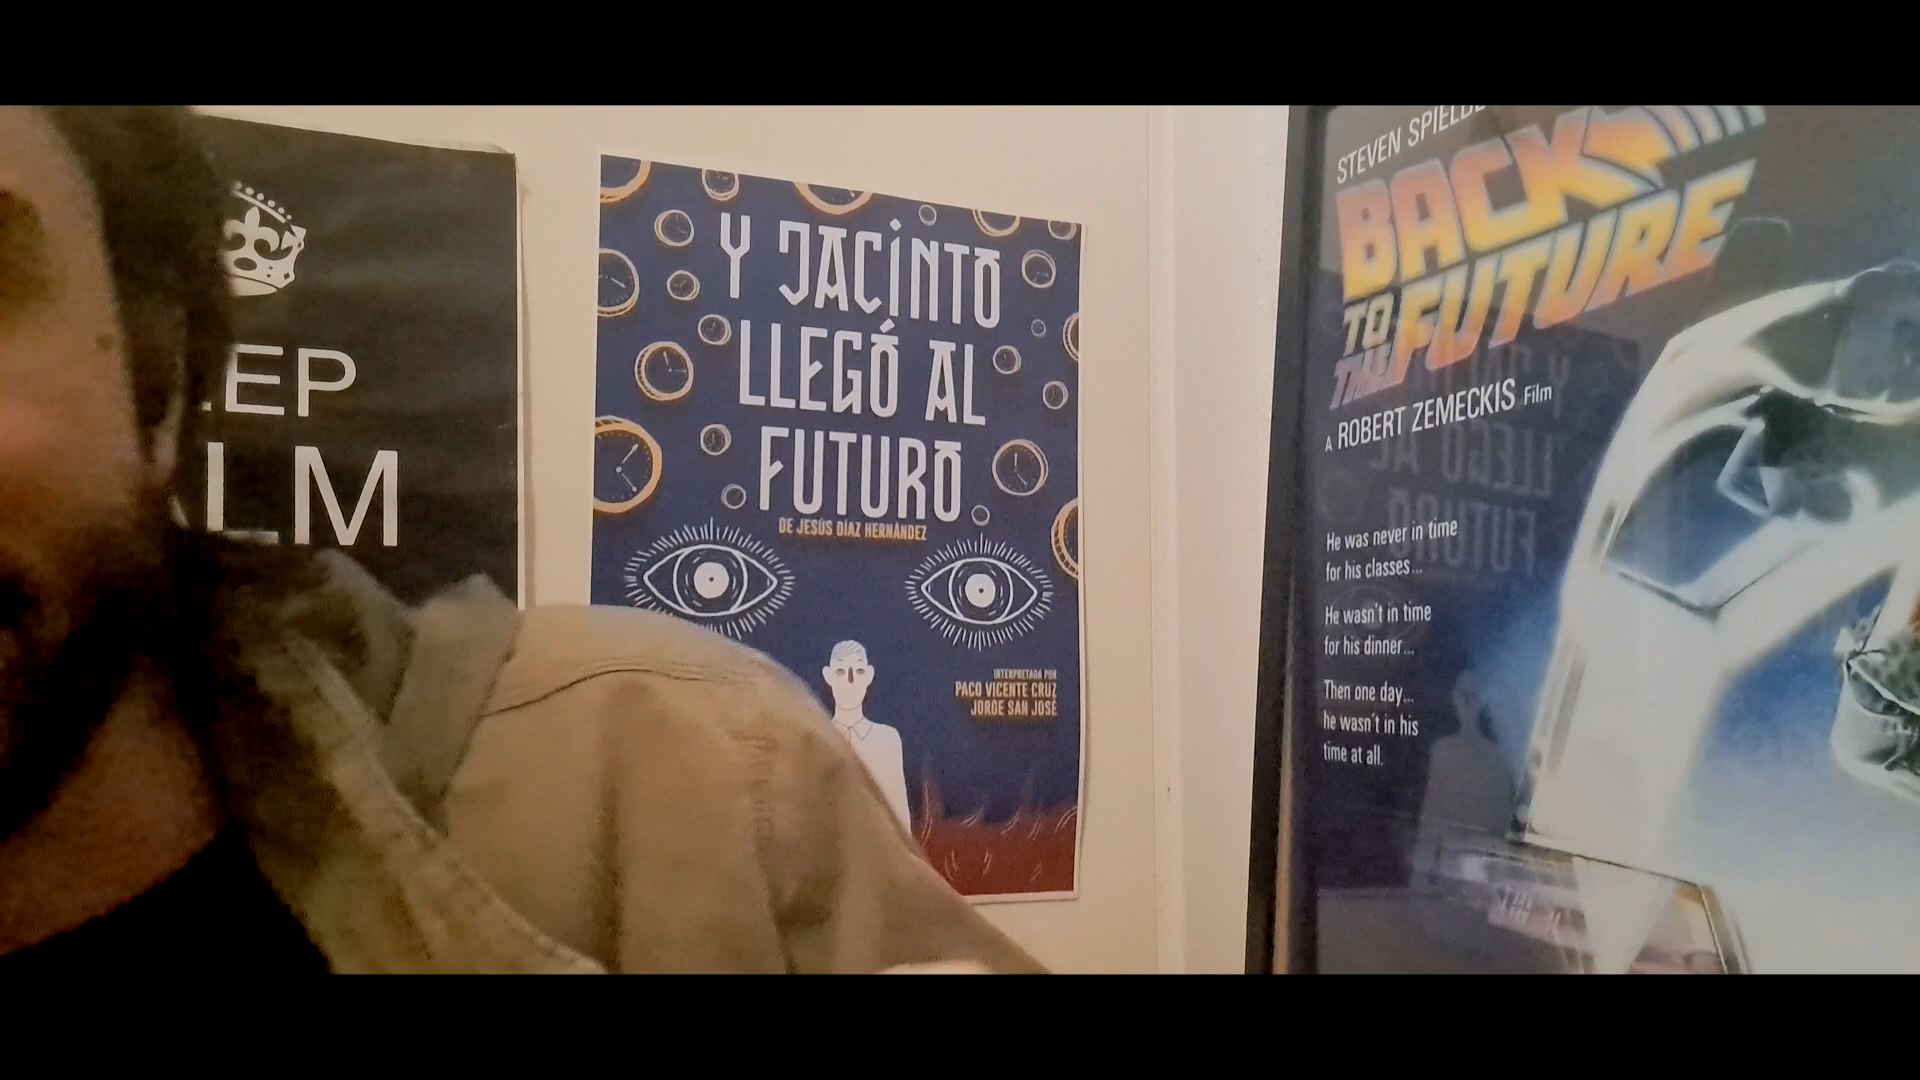 EP
LM
Y JACINTO
LLEGÓ AL
FUTURO
DE JESÚS DÍAZ HERNÁNDEZ
INTERPRETADA POR
PACO VICENTE CRUZ
JORGE SAN JOSÉ
STEVEN SPIELB
BACK
TO THE FUTURE
A ROBERT ZEMECKIS Film
He was never in time
for his classes...
He wasn't in time
for his dinner...
Then one day...
he wasn't in his
time at all.